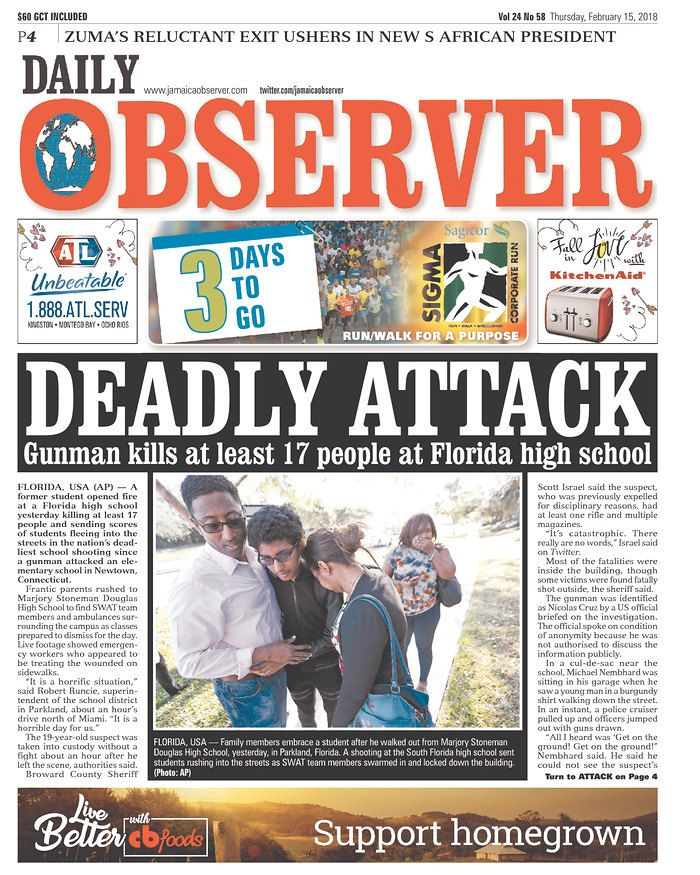 $60 GCT INCLUDED
Vol 24 No 58 Thursday, February 15, 2018
P4 ZUMA'S RELUCTANT EXIT USHERS IN NEW S AFRICAN PRESIDENT
DAILY
www.jamaicaobserver.com twitter.com/jamaicaobserver
OBSERVER
ATL
Unbeatable
1.888.ATL.SERV
KINGSTON • MONTEGO BAY • OCHO RIOS
3 DAYS
TO
GO
Sagicor
SIGMA
CORPORATE RUN
RUN • WALK • WHEELCHAIR
RUN/WALK FOR A PURPOSE
Fall
in Love
with
KitchenAid
DEADLY ATTACK
Gunman kills at least 17 people at Florida high school
FLORIDA, USA (AP) — A
former student opened fire
at a Florida high school
yesterday killing at least 17
people and sending scores
of students fleeing into the
streets in the nation's dead-
liest school shooting since
a gunman attacked an ele-
mentary school in Newtown,
Connecticut.
Frantic parents rushed to
Marjory Stoneman Douglas
High School to find SWAT team
members and ambulances sur-
rounding the campus as classes
prepared to dismiss for the day.
Live footage showed emergen-
cy workers who appeared to
be treating the wounded on
sidewalks.
"It is a horrific situation,"
said Robert Runcie, superin-
tendent of the school district
in Parkland, about an hour's
drive north of Miami. "It is a
horrible day for us."
The 19-year-old suspect was
taken into custody without a
fight about an hour after he
left the scene, authorities said.
Broward County Sheriff
FLORIDA, USA — Family members embrace a student after he walked out from Marjory Stoneman
Douglas High School, yesterday, in Parkland, Florida. A shooting at the South Florida high school sent
students rushing into the streets as SWAT team members swarmed in and locked down the building.
(Photo: AP)
Scott Israel said the suspect,
who was previously expelled
for disciplinary reasons, had
at least one rifle and multiple
magazines.
"It's catastrophic. There
really are no words," Israel said
on Twitter.
Most of the fatalities were
inside the building, though
some victims were found fatally
shot outside, the sheriff said.
The gunman was identified
as Nicolas Cruz by a US official
briefed on the investigation.
The official spoke on condition
of anonymity because he was
not authorised to discuss the
information publicly.
In a cul-de-sac near the
school, Michael Nembhard was
sitting in his garage when he
saw a young man in a burgundy
shirt walking down the street.
In an instant, a police cruiser
pulled up and officers jumped
out with guns drawn.
"All I heard was 'Get on the
ground! Get on the ground!'"
Nembhard said. He said he
could not see the suspect's
Turn to ATTACK on Page 4
Live
Better with
cb foods
Support homegrown